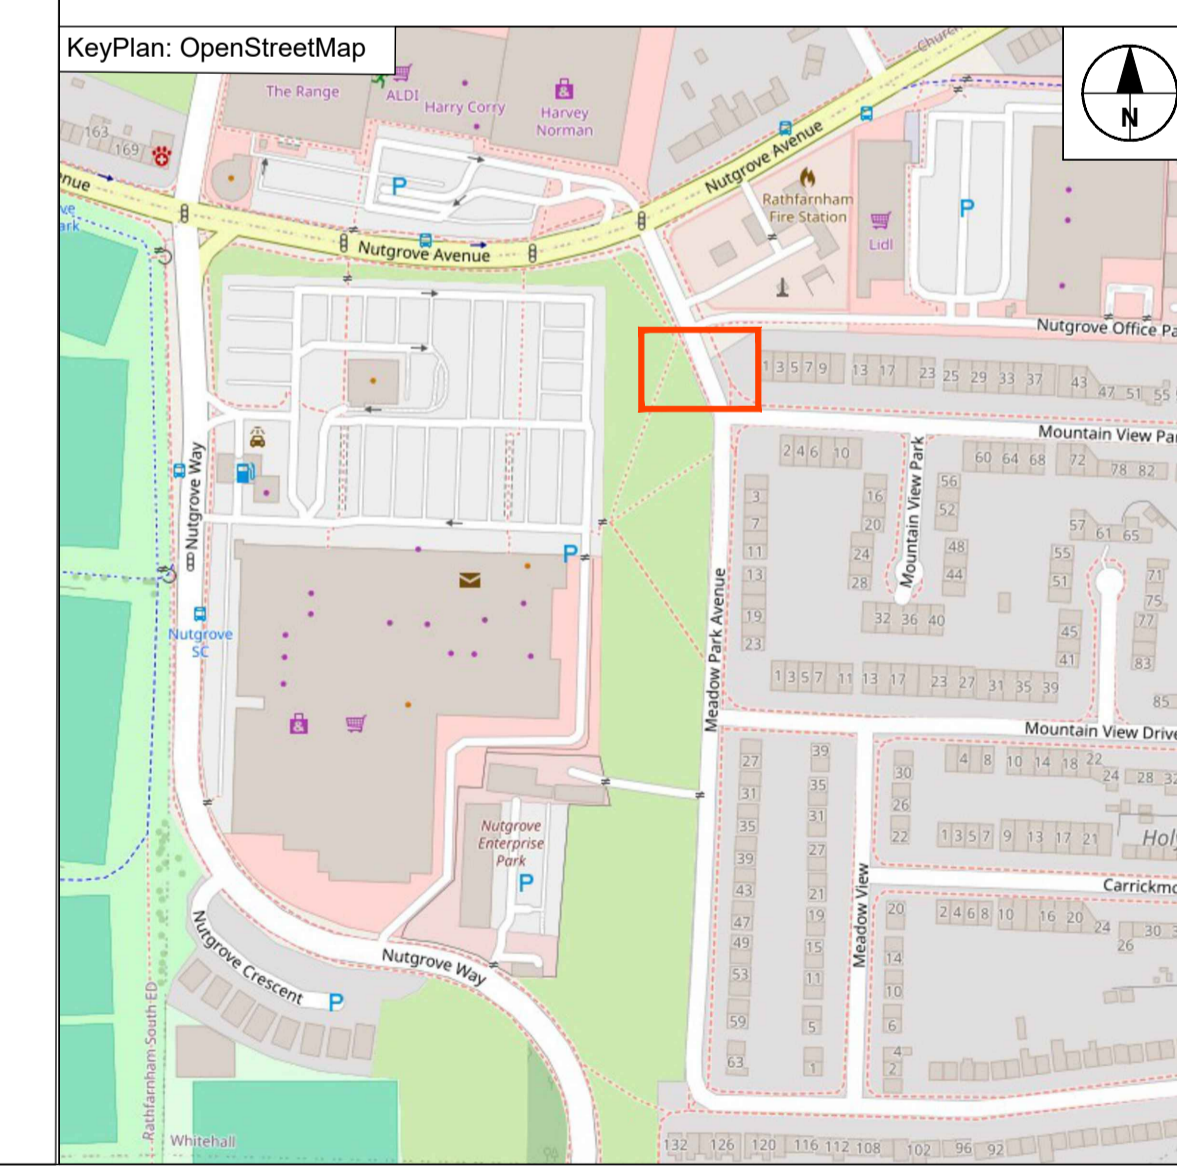 KeyPlan: OpenStreetMap
N
The Range
ALDI
Harry Corry
Harvey
Norman
Church
163
169
P
Nutgrove Avenue
Rathfarnham
Fire Station
Lidl
P
enue
ve
ark
Nutgrove Avenue
Nutgrove Office Pa
1 3 5 7 9
13 17
23 25 29 33 37
43
47 51 55
Mountain View Par
2 4 6 10
60 64 68 72
78 82
Mountain View Park
Nutgrove Way
3
7
11
13
19
23
16
20
24
28
56
52
48
44
32 36 40
57 61 65
55
51
71
75
77
83
45
41
85
P
Nutgrove
SC
Meadow Park Avenue
1 3 5 7 11 13 17 23 27 31 35 39
Mountain View Drive
27
31
35
39
43
47
49
53
59
63
39
35
31
27
21
19
15
11
5
1
30
26
22
4 8 10 14 18 22
24 28 32
1 3 5 7 9 13 17 21
Holy
Carrickmo
Meadow View
20
14
10
6
4
2
2 4 6 8 10 16 20
24
26
30
Nutgrove
Enterprise
Park
P
Nutgrove Way
Nutgrove Crescent
P
Rathfarnham-South ED
Whitehall
132 126 120 116 112 108 102 96 92